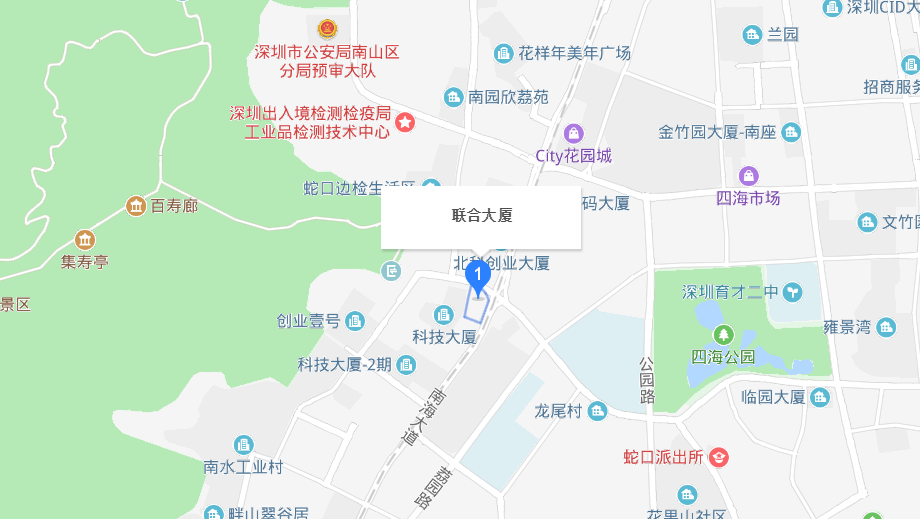 深圳CID大
兰园
深圳市公安局南山区
分局预审大队
花样年美年广场
招商服务
南园欣荔苑
深圳出入境检测检疫局
工业品检测技术中心
金竹园大厦-南座
City花园城
蛇口边检生活区
四海市场
百寿廊
码大厦
联合大厦
文竹园
集寿亭
北科创业大厦
1
景区
深圳育才二中
创业壹号
科技大厦
雍景湾
四海公园
科技大厦-2期
公园路
临园大厦
南海大道
龙尾村
南水工业村
蛇口派出所
荔园路
畔山翠谷居
花果山社区